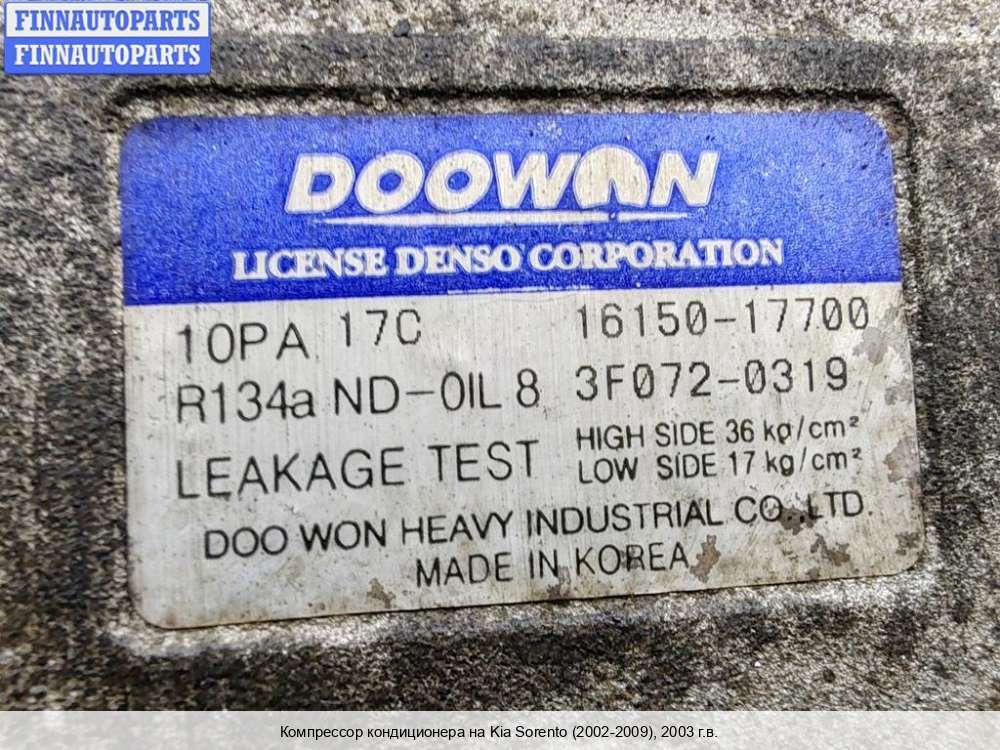 FINNAUTOPARTS
FINNAUTOPARTS
DOOWON
LICENSE DENSO CORPORATION
10PA 17C 16150-17700
R134a ND-OIL 8 3F072-0319
LEAKAGE TEST HIGH SIDE 36 kg/cm²
LOW SIDE 17 kg/cm²
DOO WON HEAVY INDUSTRIAL CO.,LTD.
MADE IN KOREA
Компрессор кондиционера на Kia Sorento (2002-2009), 2003 г.в.